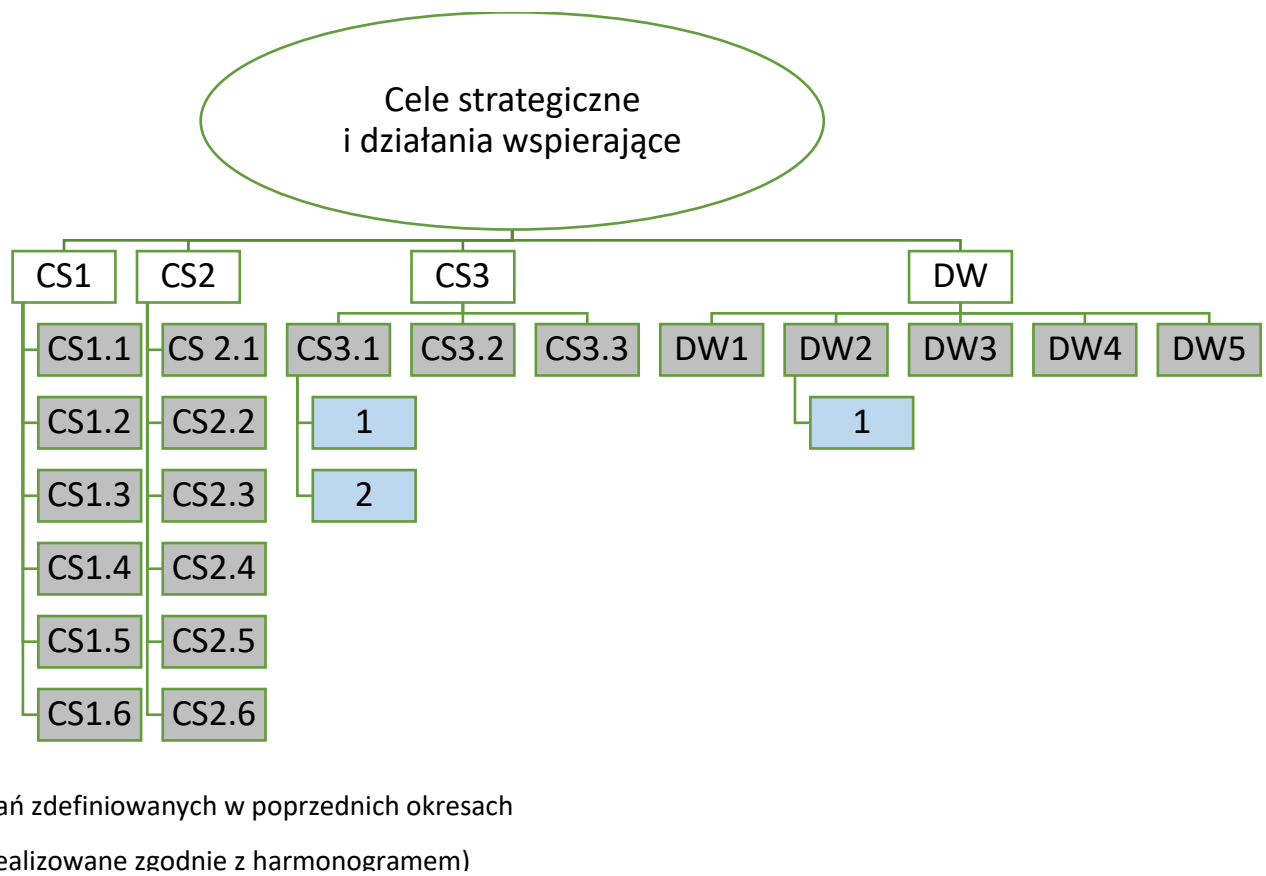 Cele strategiczne
i działania wspierające
CS1 CS2 CS3 DW
CS1.1 CS 2.1 CS3.1 CS3.2 CS3.3 DW1 DW2 DW3 DW4 DW5
CS1.2 CS2.2 1 1
CS1.3 CS2.3 2
CS1.4 CS2.4
CS1.5 CS2.5
CS1.6 CS2.6
zdefiniowanych w poprzednich okresach
zgodnie z harmonogramem)